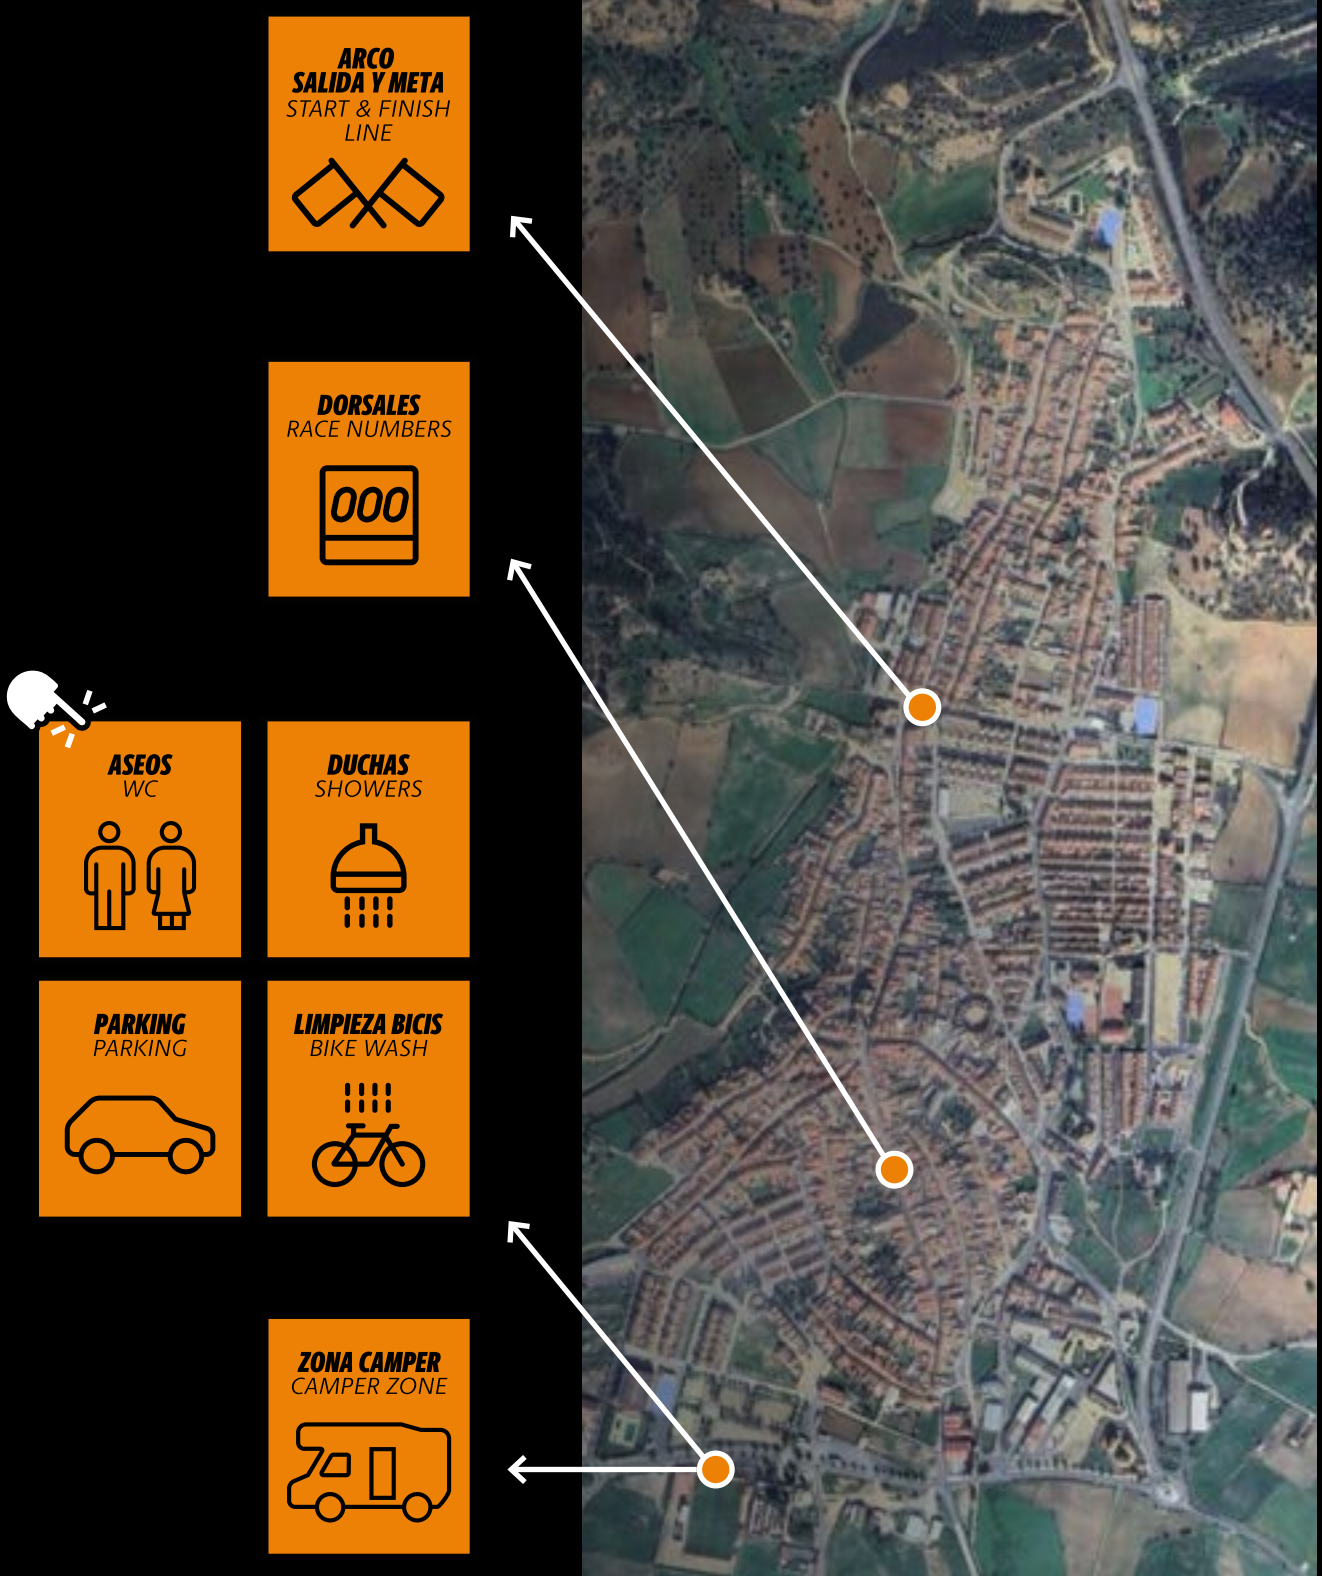 ARCO
SALIDA Y META
START & FINISH
LINE
DORSALES
RACE NUMBERS
000
ASEOS
WC
DUCHAS
SHOWERS
PARKING
PARKING
LIMPIEZA BICIS
BIKE WASH
ZONA CAMPER
CAMPER ZONE